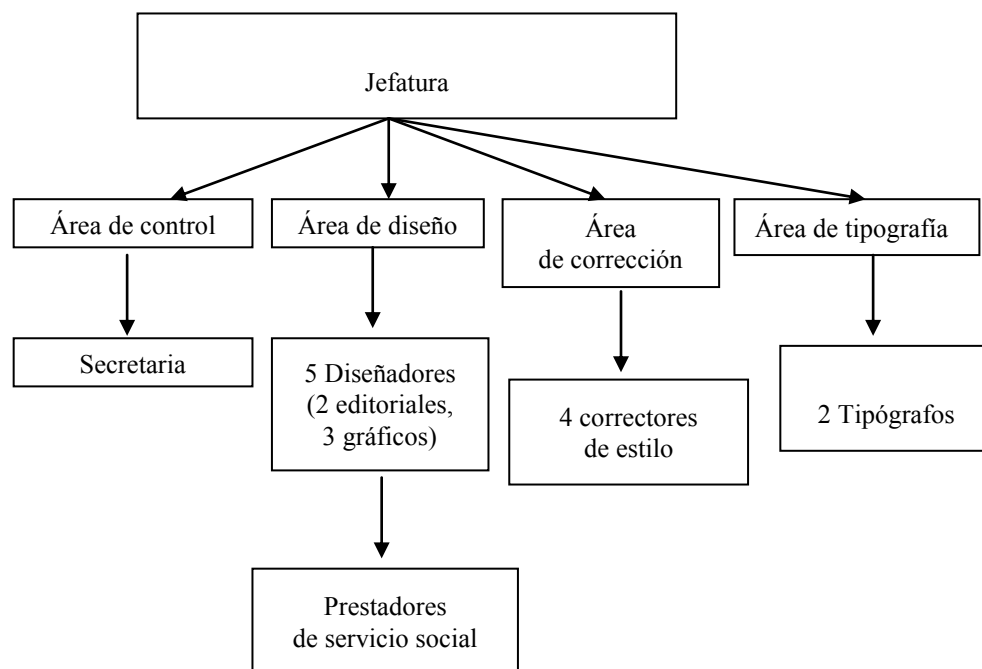 Jefatura
Área de control
Área de diseño
Área
de corrección
Área de tipografía
Secretaria
5 Diseñadores
(2 editoriales,
3 gráficos)
4 correctores
de estilo
2 Tipógrafos
Prestadores
de servicio social